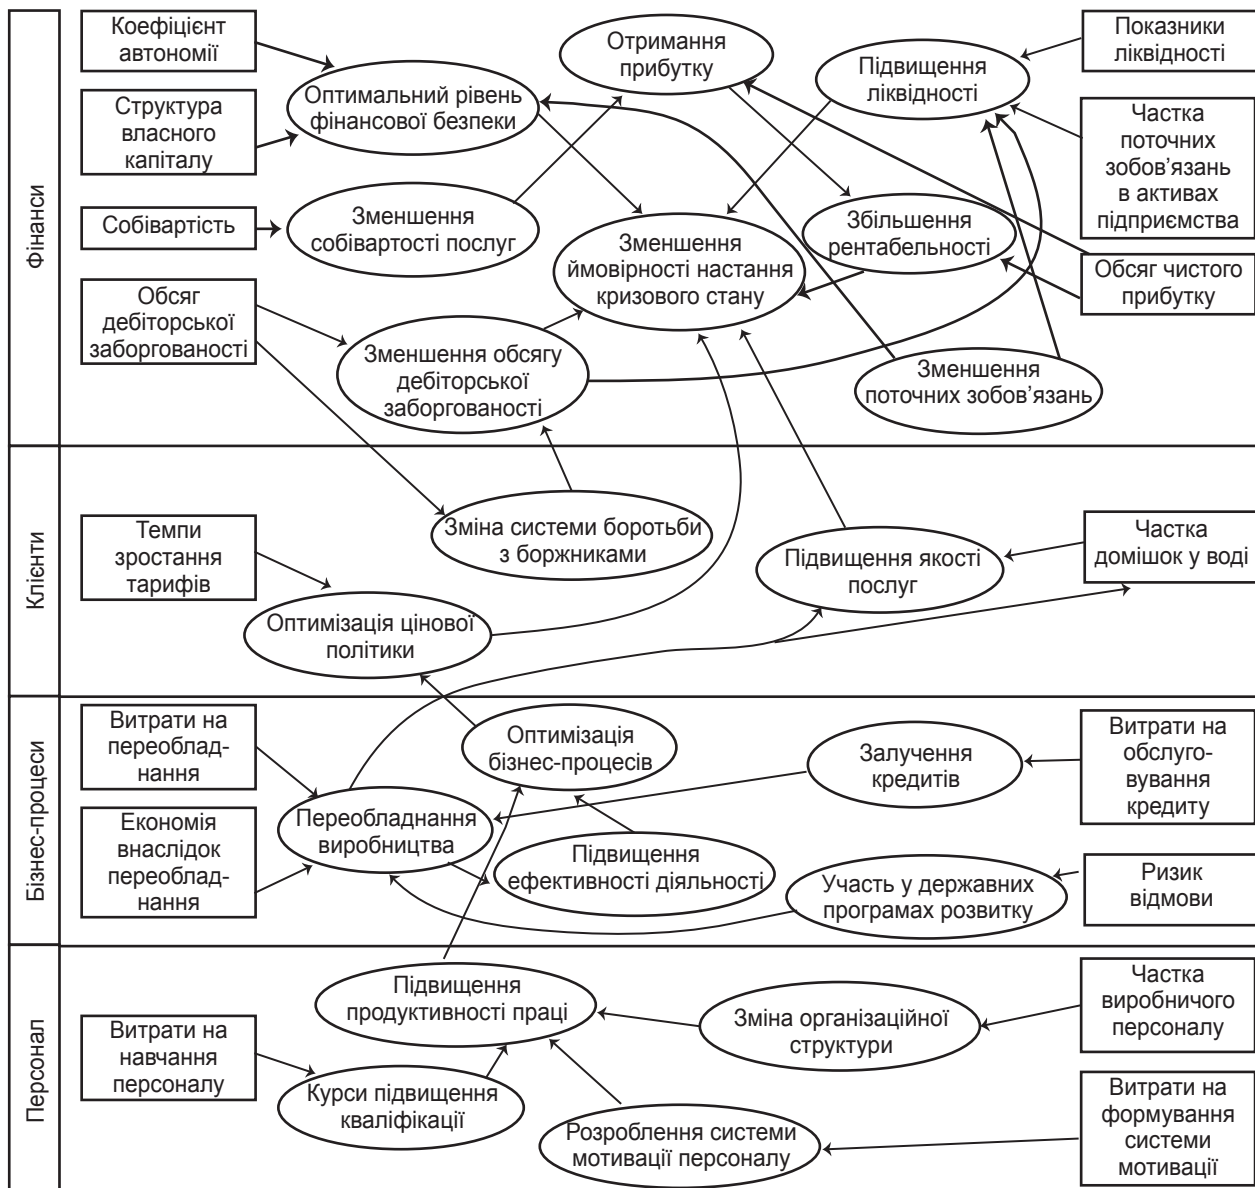 Фінанси
Коефіцієнт
автономії
Структура
власного
капіталу
Собівартість
Обсяг
дебіторської
заборгованості
Оптимальний рівень
фінансової безпеки
Зменшення
собівартості послуг
Зменшення обсягу
дебіторської
заборгованості
Отримання
прибутку
Зменшення
ймовірності настання
кризового стану
Підвищення
ліквідності
Збільшення
рентабельності
Зменшення
поточних зобов’язань
Показники
ліквідності
Частка
поточних
зобов’язань
в активах
підприємства
Обсяг чистого
прибутку
Клієнти
Темпи
зростання
тарифів
Оптимізація цінової
політики
Зміна системи боротьби
з боржниками
Підвищення якості
послуг
Частка
домішок у воді
Бізнес-процеси
Витрати на
переоблад-
нання
Економія
внаслідок
переоблад-
нання
Переобладнання
виробництва
Оптимізація
бізнес-процесів
Підвищення
ефективності діяльності
Залучення
кредитів
Участь у державних
програмах розвитку
Витрати на
обслуго-
вування
кредиту
Ризик
відмови
Персонал
Витрати на
навчання
персоналу
Підвищення
продуктивності праці
Курси підвищення
кваліфікації
Розроблення системи
мотивації персоналу
Зміна організаційної
структури
Частка
виробничого
персоналу
Витрати на
формування
системи
мотивації